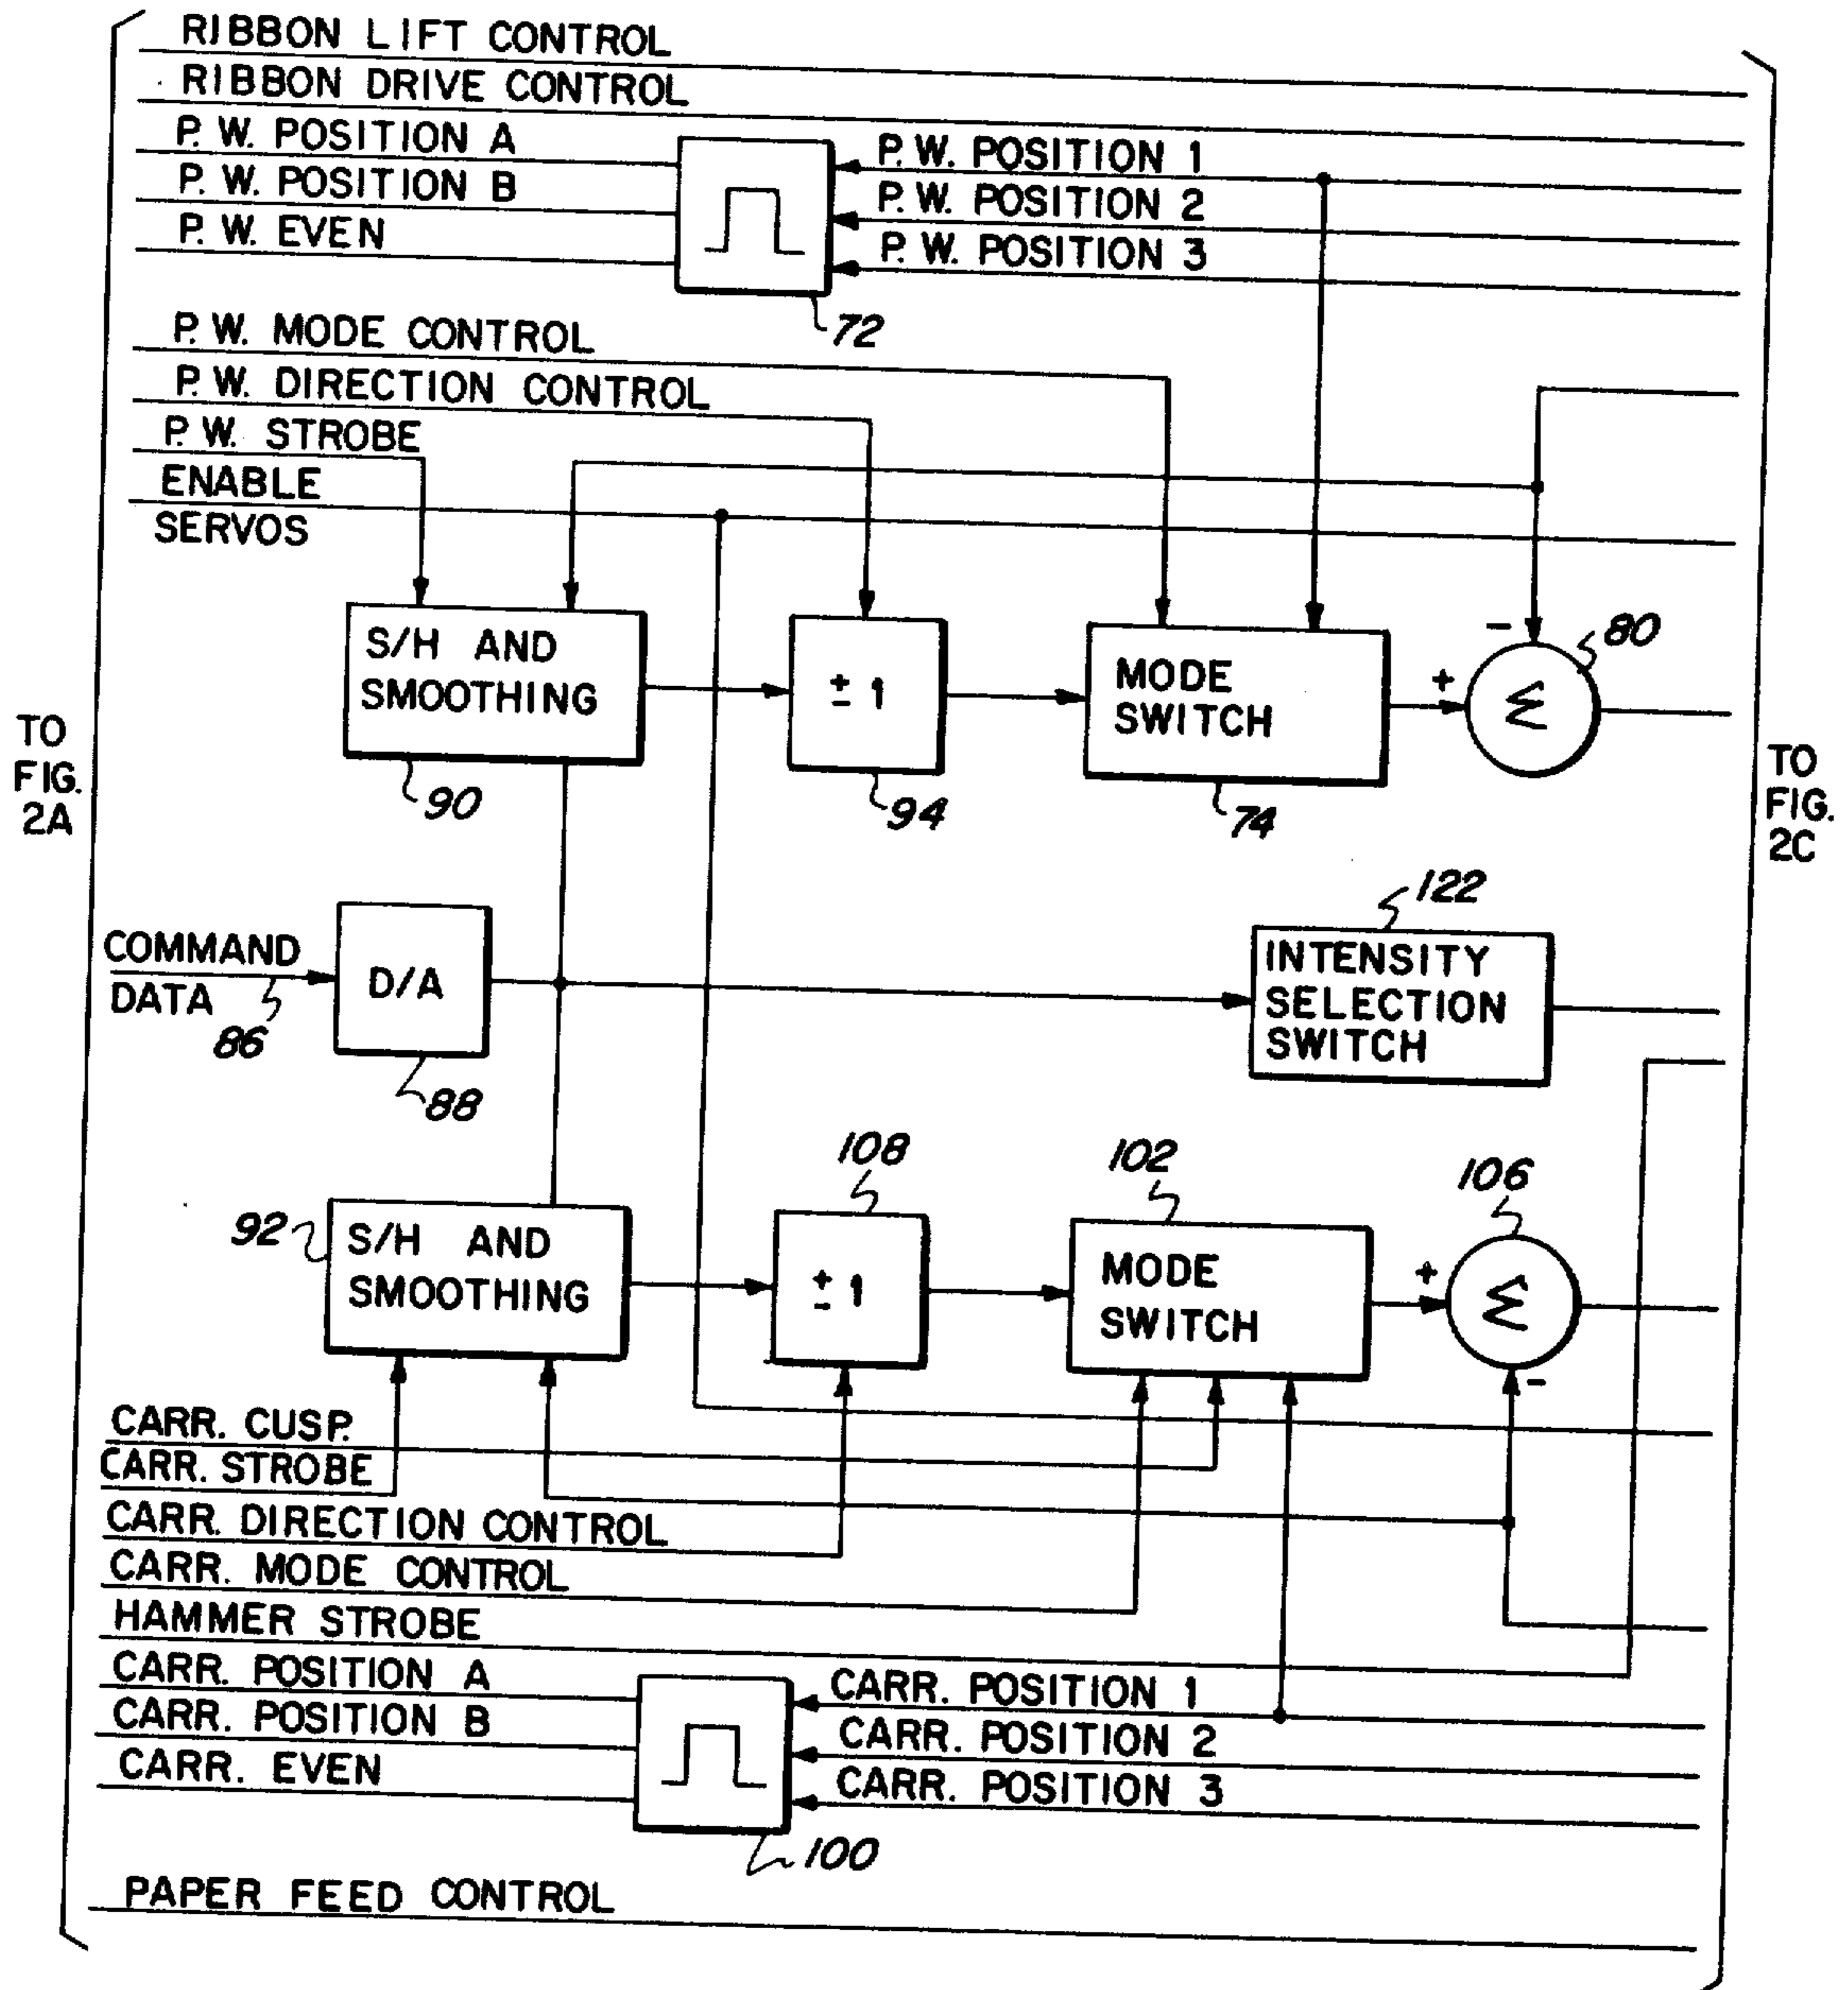 RIBBON LIFT CONTROL
RIBBON DRIVE CONTROL
P.W. POSITION A
P.W. POSITION B
P.W. EVEN
P.W. POSITION 1
P.W. POSITION 2
P.W. POSITION 3
72
P.W. MODE CONTROL
P.W. DIRECTION CONTROL
P.W. STROBE
ENABLE
SERVOS
S/H AND
SMOOTHING
90
± 1
94
MODE
SWITCH
74
-
+
Σ
80
TO
FIG.
2A
TO
FIG.
2C
COMMAND
DATA
86
D/A
88
122
INTENSITY
SELECTION
SWITCH
92
S/H AND
SMOOTHING
108
± 1
102
MODE
SWITCH
106
+
Σ
-
CARR. CUSP.
CARR. STROBE
CARR. DIRECTION CONTROL
CARR. MODE CONTROL
HAMMER STROBE
CARR. POSITION A
CARR. POSITION B
CARR. EVEN
CARR. POSITION 1
CARR. POSITION 2
CARR. POSITION 3
100
PAPER FEED CONTROL